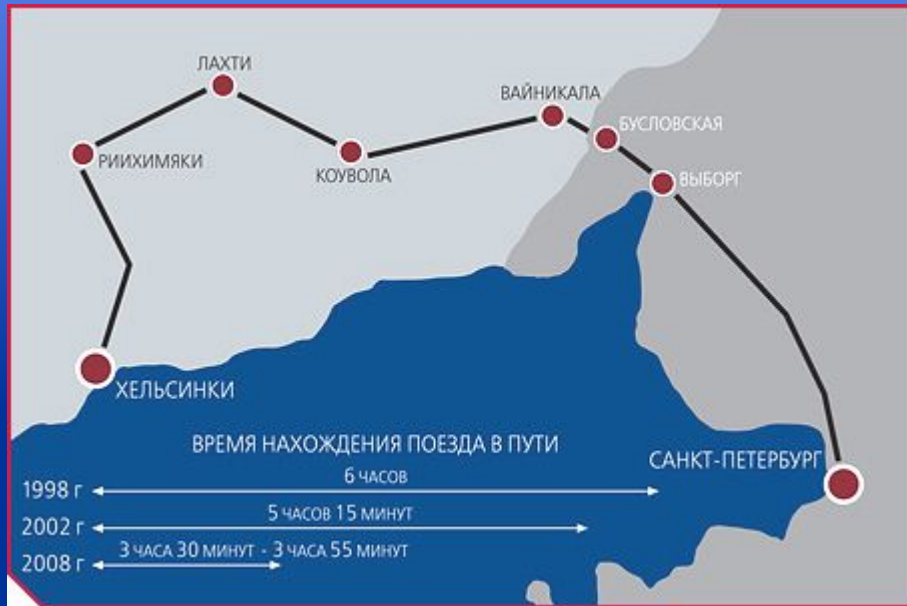 ЛАХТИ
ВАЙНИКАЛА
БУСЛОВСКАЯ
РИИХИМЯКИ
КОУВОЛА
ВЫБОРГ
ХЕЛЬСИНКИ
ВРЕМЯ НАХОЖДЕНИЯ ПОЕЗДА В ПУТИ
САНКТ-ПЕТЕРБУРГ
1998 г 6 ЧАСОВ
2002 г 5 ЧАСОВ 15 МИНУТ
2008 г 3 ЧАСА 30 МИНУТ - 3 ЧАСА 55 МИНУТ